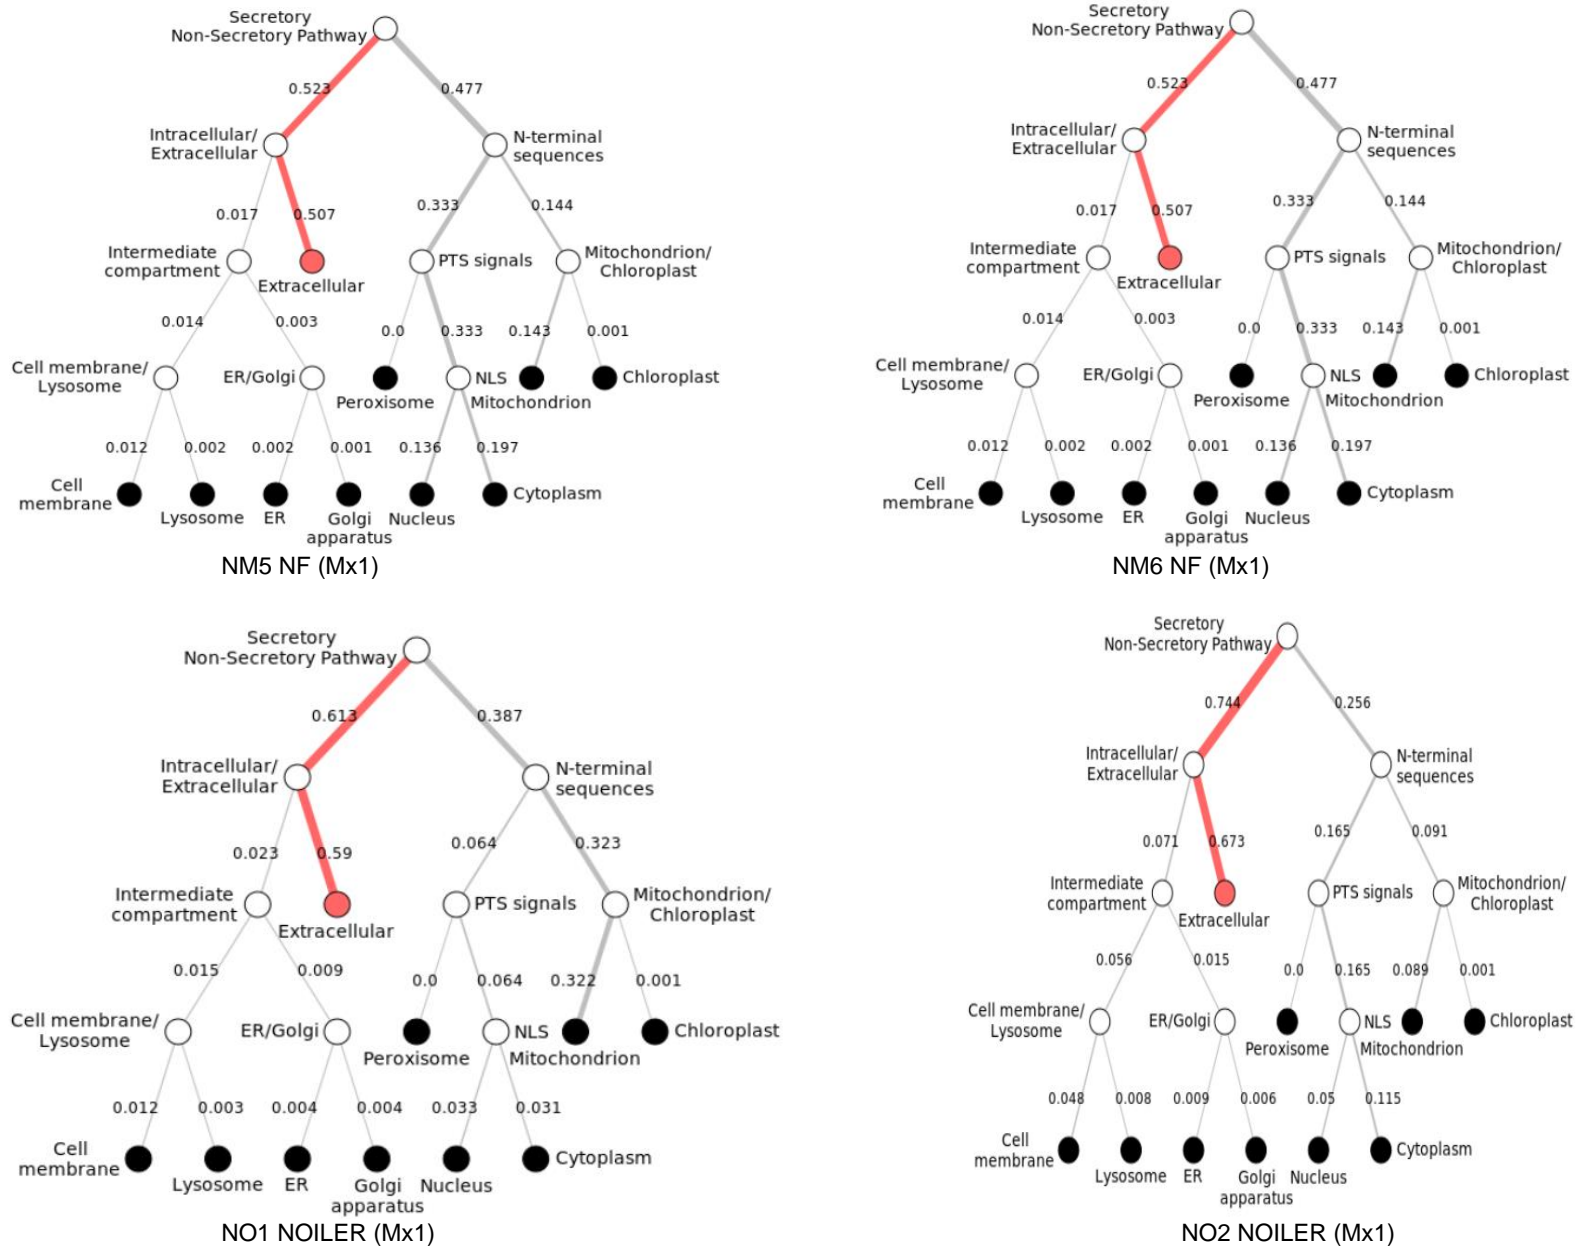 Secretory
Non-Secretory Pathway
0.523
0.477
Intracellular/
Extracellular
N-terminal
sequences
0.017
0.507
0.333
0.144
Intermediate
compartment
Extracellular
PTS signals
Mitochondrion/
Chloroplast
0.014
0.003
0.0
0.333
0.143
0.001
Cell membrane/
Lysosome
ER/Golgi
Peroxisome
NLS
Mitochondrion
Chloroplast
0.012
0.002
0.002
0.001
0.136
0.197
Cell
membrane
Lysosome
ER
Golgi
apparatus
Nucleus
Cytoplasm
NM5 NF (Mx1)
Secretory
Non-Secretory Pathway
0.523
0.477
Intracellular/
Extracellular
N-terminal
sequences
0.017
0.507
0.333
0.144
Intermediate
compartment
Extracellular
PTS signals
Mitochondrion/
Chloroplast
0.014
0.003
0.0
0.333
0.143
0.001
Cell membrane/
Lysosome
ER/Golgi
Peroxisome
NLS
Mitochondrion
Chloroplast
0.012
0.002
0.002
0.001
0.136
0.197
Cell
membrane
Lysosome
ER
Golgi
apparatus
Nucleus
Cytoplasm
NM6 NF (Mx1)
Secretory
Non-Secretory Pathway
0.613
0.387
Intracellular/
Extracellular
N-terminal
sequences
0.023
0.59
0.064
0.323
Intermediate
compartment
Extracellular
PTS signals
Mitochondrion/
Chloroplast
0.015
0.009
0.0
0.064
0.322
0.001
Cell membrane/
Lysosome
ER/Golgi
Peroxisome
NLS
Mitochondrion
Chloroplast
0.012
0.003
0.004
0.004
0.033
0.031
Cell
membrane
Lysosome
ER
Golgi
apparatus
Nucleus
Cytoplasm
NO1 NOILER (Mx1)
Secretory
Non-Secretory Pathway
0.744
0.256
Intracellular/
Extracellular
N-terminal
sequences
0.071
0.673
0.165
0.091
Intermediate
compartment
Extracellular
PTS signals
Mitochondrion/
Chloroplast
0.056
0.015
0.0
0.165
0.089
0.001
Cell membrane/
Lysosome
ER/Golgi
Peroxisome
NLS
Mitochondrion
Chloroplast
0.048
0.008
0.009
0.006
0.05
0.115
Cell
membrane
Lysosome
ER
Golgi
apparatus
Nucleus
Cytoplasm
NO2 NOILER (Mx1)